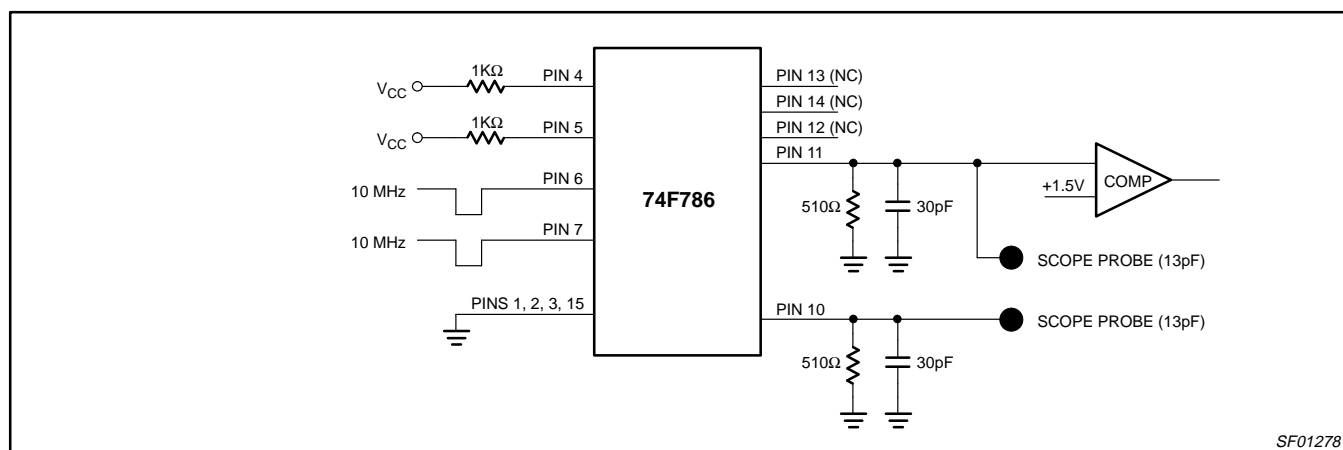 1KΩ
PIN 4
V_CC
1KΩ
PIN 5
V_CC
10 MHz
PIN 6
10 MHz
PIN 7
PINS 1, 2, 3, 15
74F786
PIN 13 (NC)
PIN 14 (NC)
PIN 12 (NC)
PIN 11
510Ω
30pF
+1.5V
COMP
SCOPE PROBE (13pF)
PIN 10
SCOPE PROBE (13pF)
510Ω
30pF
SF01278